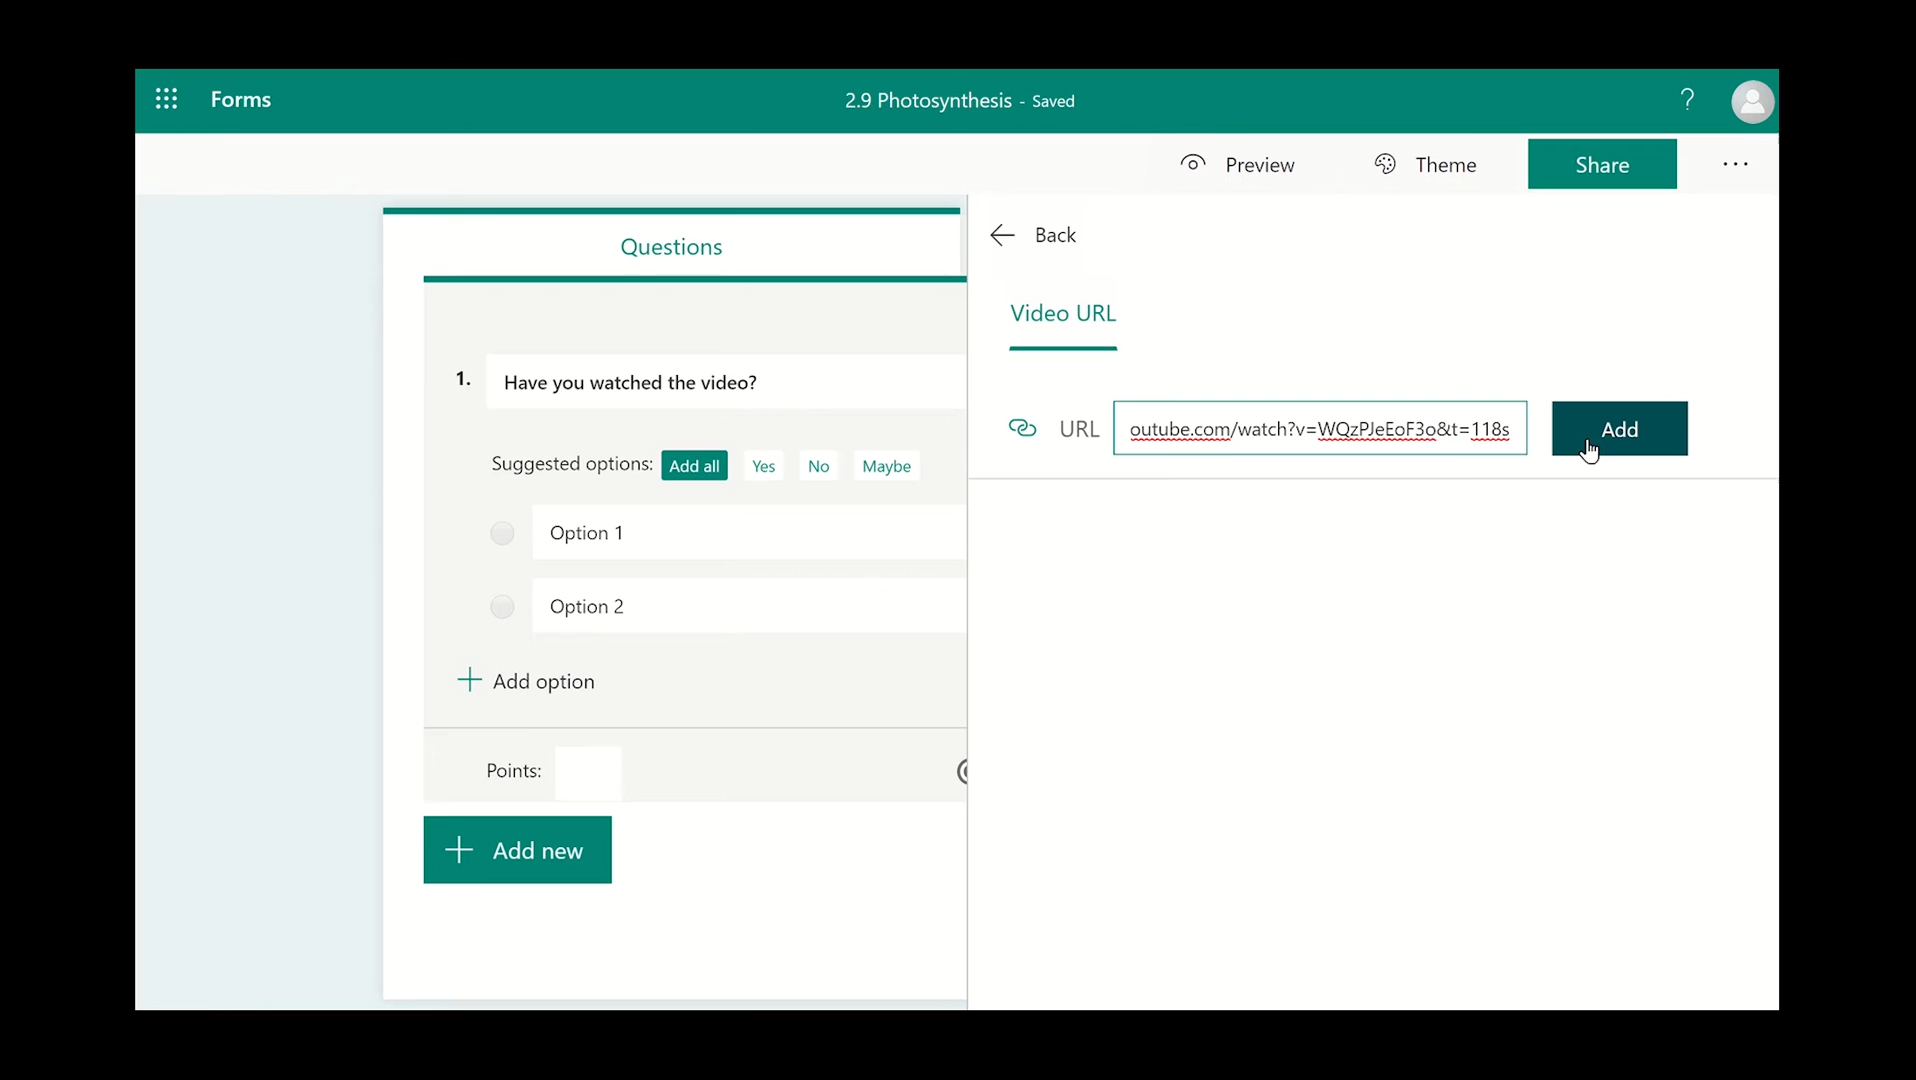 Forms
2.9 Photosynthesis - Saved
?
Preview
Theme
Share
...
Questions
Back
Video URL
1. Have you watched the video?
URL outube.com/watch?v=WQzPJeEoF3o&t=118s Add
Suggested options: Add all Yes No Maybe
Option 1
Option 2
+ Add option
Points:
+ Add new